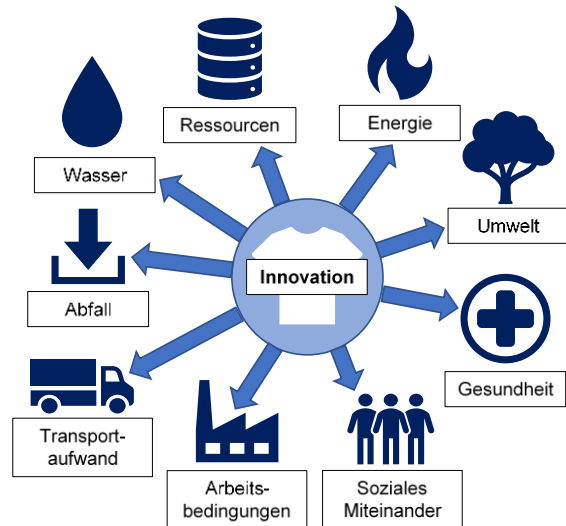 Ressourcen
Energie
Wasser
Umwelt
Innovation
Abfall
Gesundheit
Transport-
aufwand
Arbeits-
bedingungen
Soziales
Miteinander